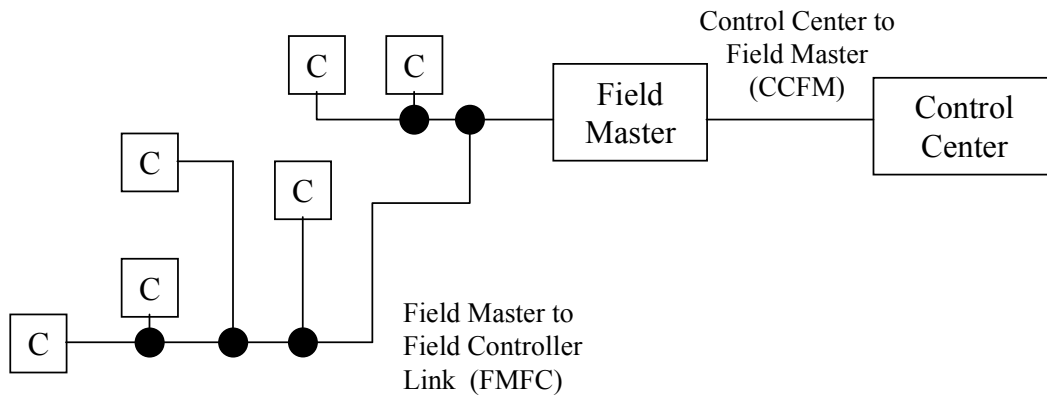 Control Center to
Field Master
(CCFM)
C
C
Field
Master
Control
Center
C
C
C
C
Field Master to
Field Controller
Link (FMFC)